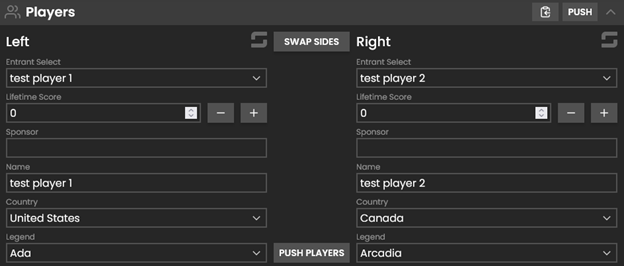 Players PUSH
Left SWAP SIDES Right
Entrant Select Entrant Select
test player 1 test player 2
Lifetime Score Lifetime Score
0 − + 0 − +
Sponsor Sponsor
Name Name
test player 1 test player 2
Country Country
United States Canada
Legend Legend
Ada PUSH PLAYERS Arcadia